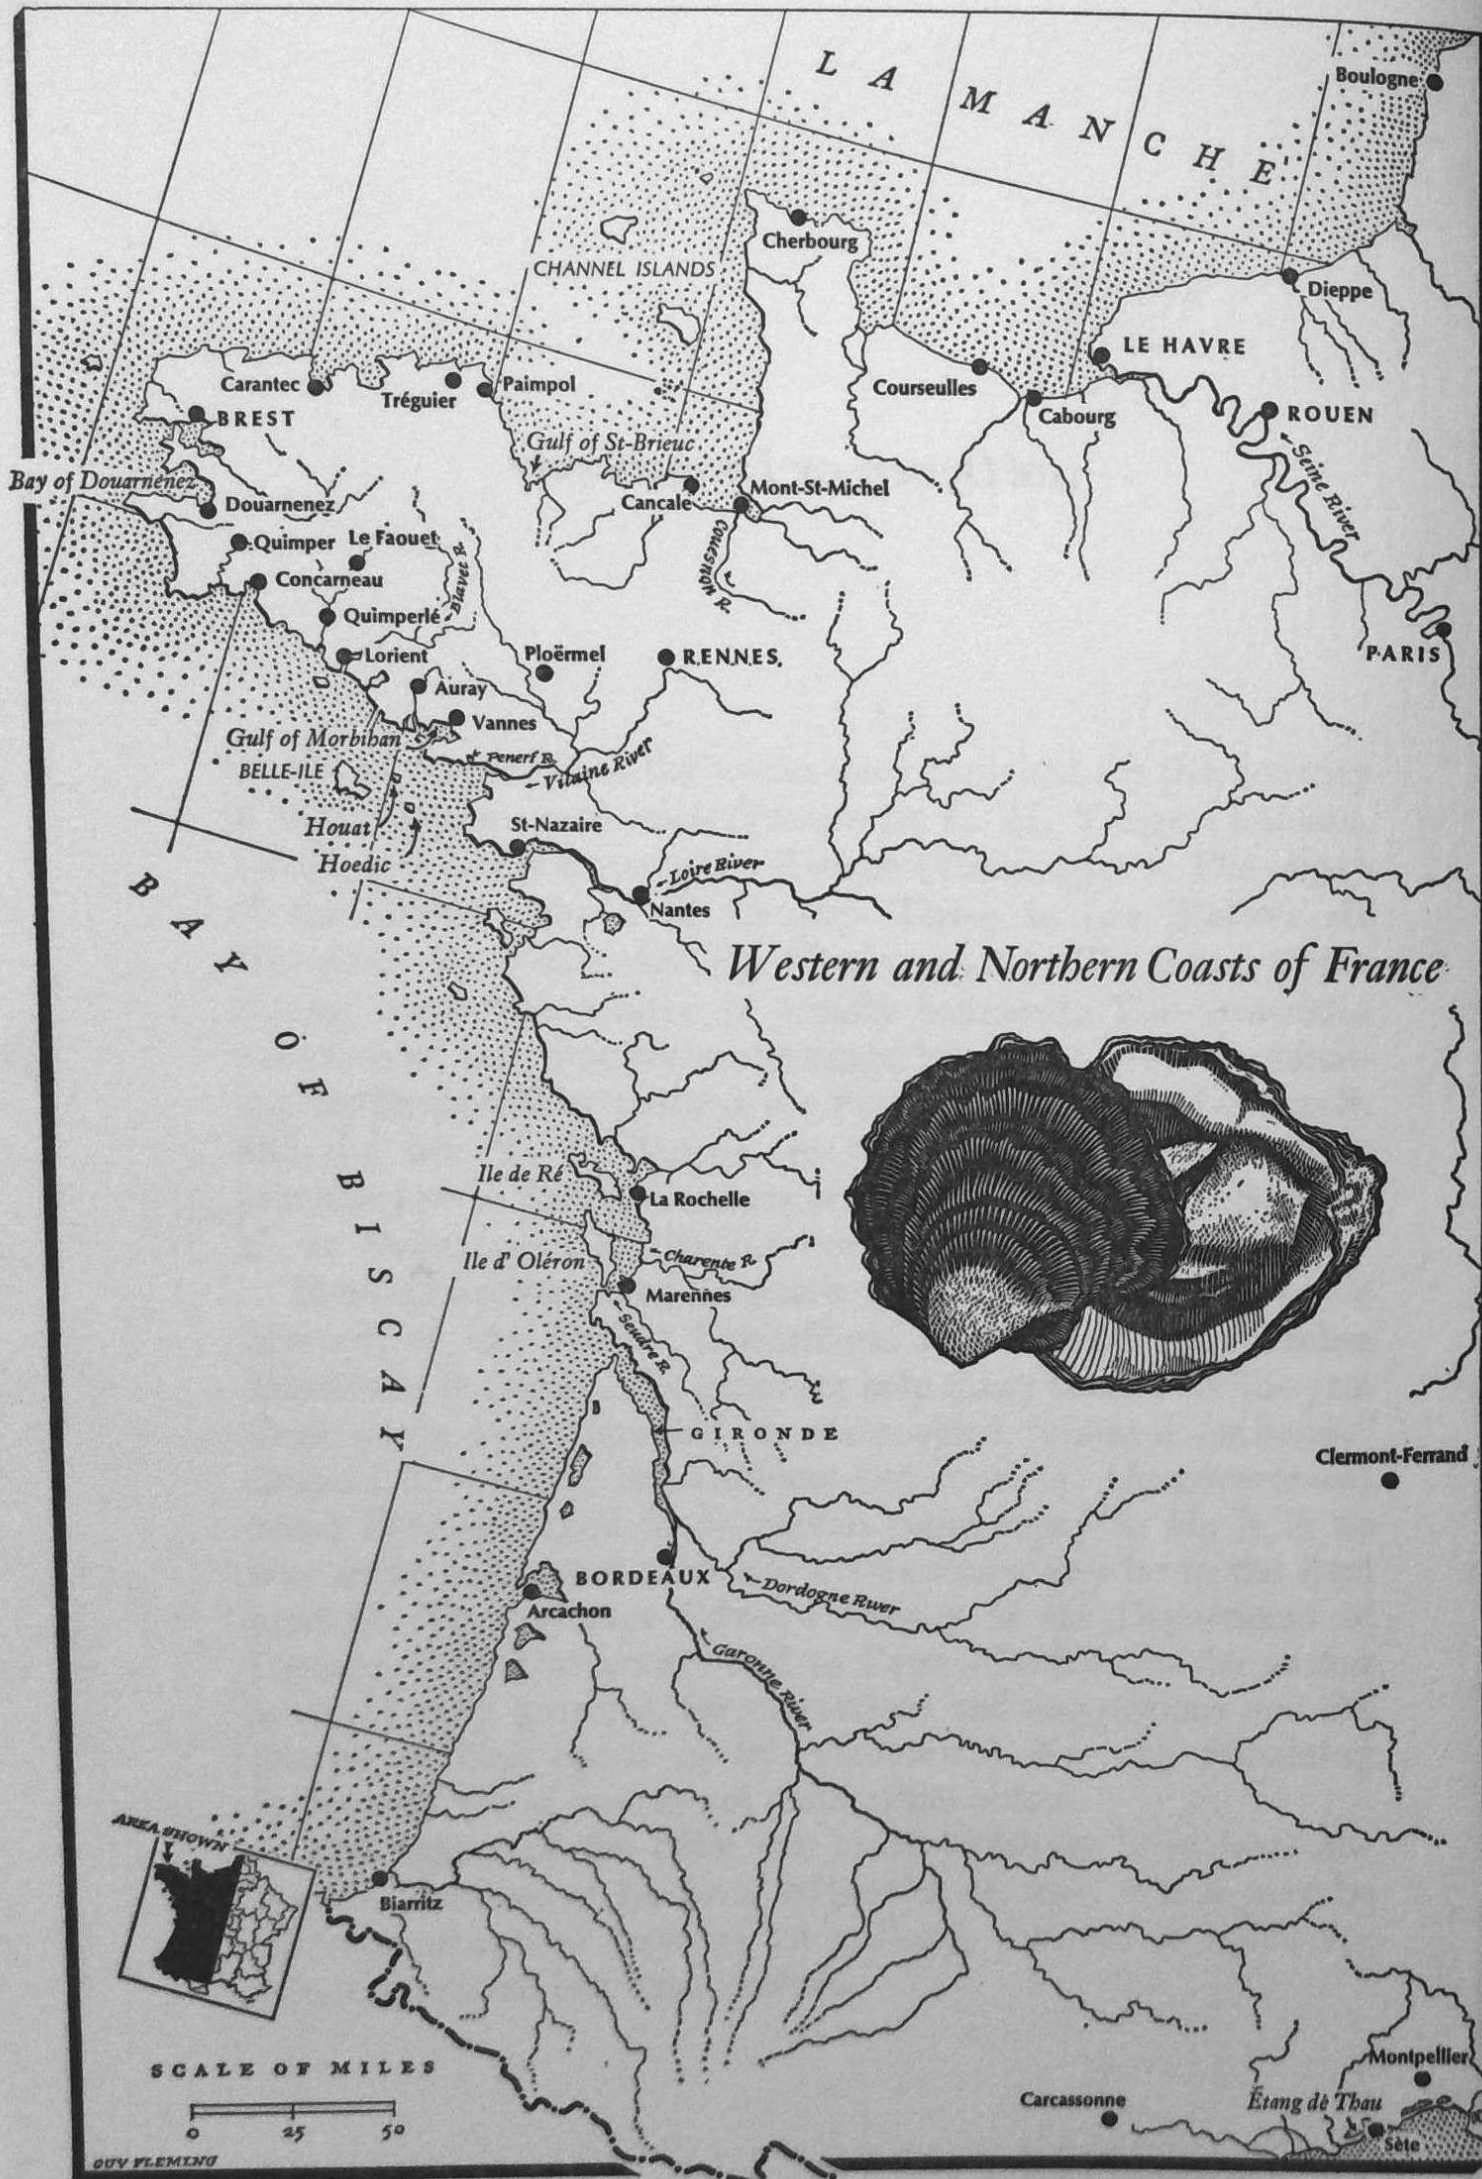 LA MANCHE
Boulogne
Cherbourg
CHANNEL ISLANDS
Dieppe
LE HAVRE
Carantec
Tréguier
Paimpol
Courseulles
Cabourg
ROUEN
BREST
Gulf of St-Brieuc
Seine River
Bay of Douarnenez
Douarnenez
Cancale
Mont-St-Michel
Couesnon R.
Quimper
Le Faouet
Concarneau
Blavet R.
Quimperlé
Lorient
Ploërmel
RENNES
PARIS
Auray
Vannes
Gulf of Morbihan
Penerf R.
BELLE-ILE
Vilaine River
Houat
St-Nazaire
Hoedic
Loire River
Nantes
Western and Northern Coasts of France
BAY OF BISCAY
Ile de Ré
La Rochelle
Ile d'Oléron
Charente R.
Marennes
Seudre R.
GIRONDE
Clermont-Ferrand
BORDEAUX
Dordogne River
Arcachon
Garonne River
AREA SHOWN
Biarritz
SCALE OF MILES
0 25 50
Montpellier
Carcassonne
Étang de Thau
Sète
GUY FLEMING